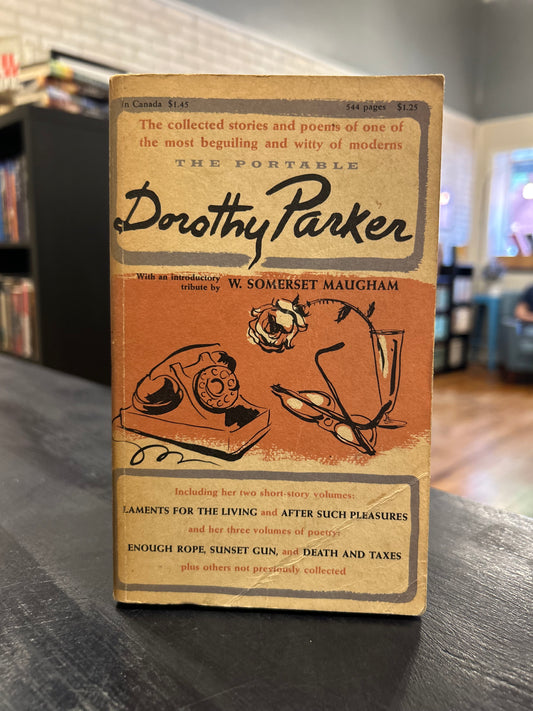 In Canada $1.45 544 pages $1.25
The collected stories and poems of one of
the most beguiling and witty of moderns
THE PORTABLE
Dorothy Parker
With an introductory
tribute by W. SOMERSET MAUGHAM
Including her two short-story volumes:
LAMENTS FOR THE LIVING and AFTER SUCH PLEASURES
and her three volumes of poetry:
ENOUGH ROPE, SUNSET GUN, and DEATH AND TAXES
plus others not previously collected